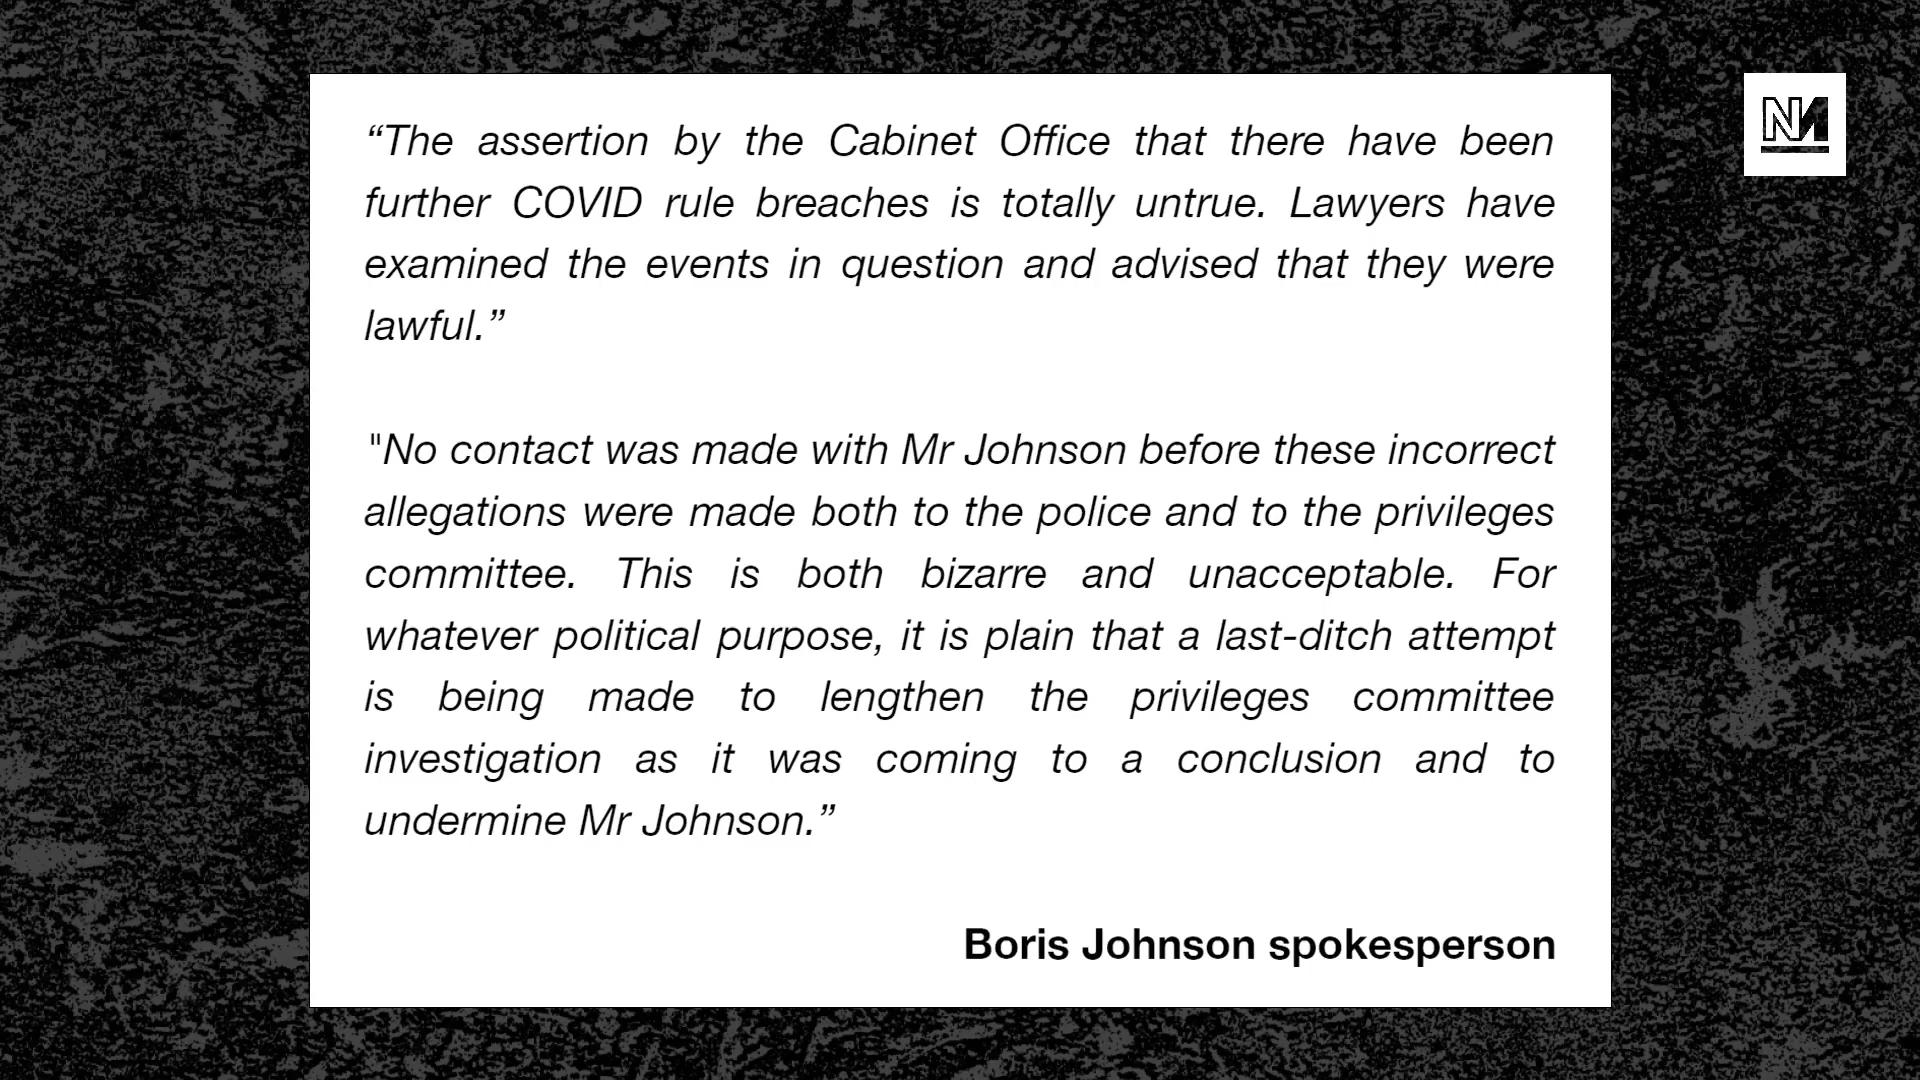 “The assertion by the Cabinet Office that there have been
further COVID rule breaches is totally untrue. Lawyers have
examined the events in question and advised that they were
lawful.”
"No contact was made with Mr Johnson before these incorrect
allegations were made both to the police and to the privileges
committee. This is both bizarre and unacceptable. For
whatever political purpose, it is plain that a last-ditch attempt
is being made to lengthen the privileges committee
investigation as it was coming to a conclusion and to
undermine Mr Johnson.”
Boris Johnson spokesperson
NM